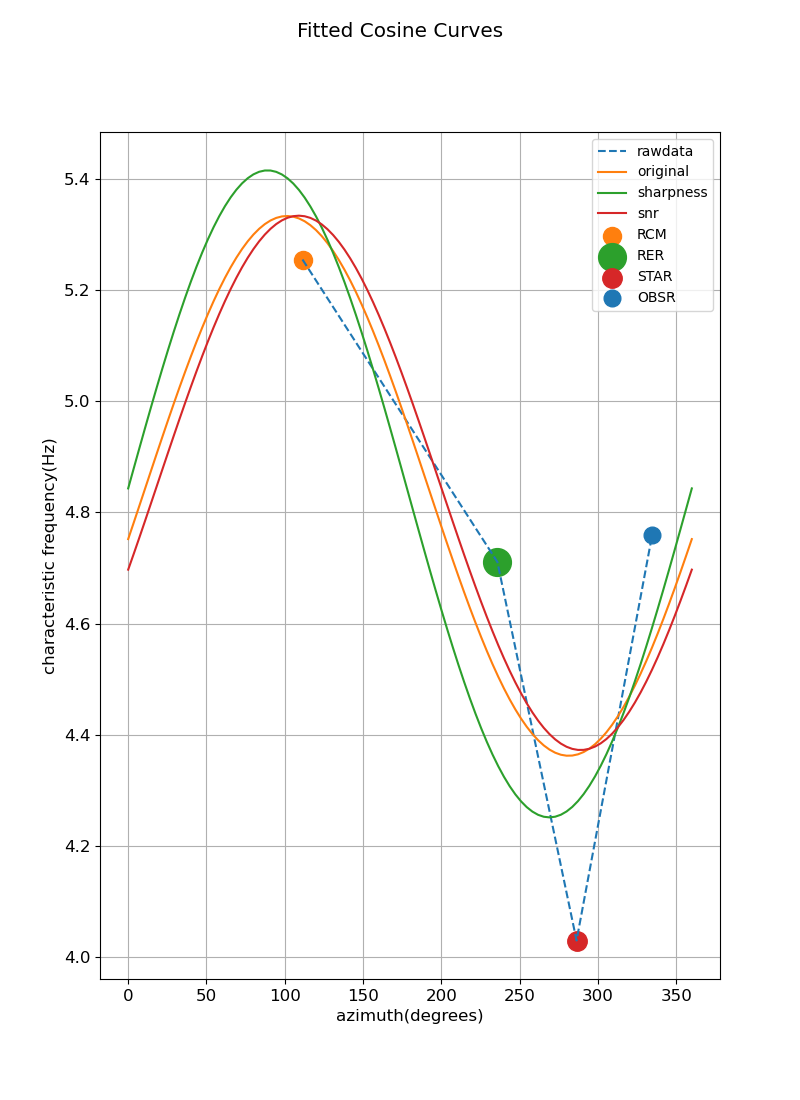 Fitted Cosine Curves
rawdata
original
sharpness
snr
RCM
RER
STAR
OBSR
5.4
5.2
5.0
4.8
4.6
4.4
4.2
4.0
characteristic frequency(Hz)
0 50 100 150 200 250 300 350
azimuth(degrees)